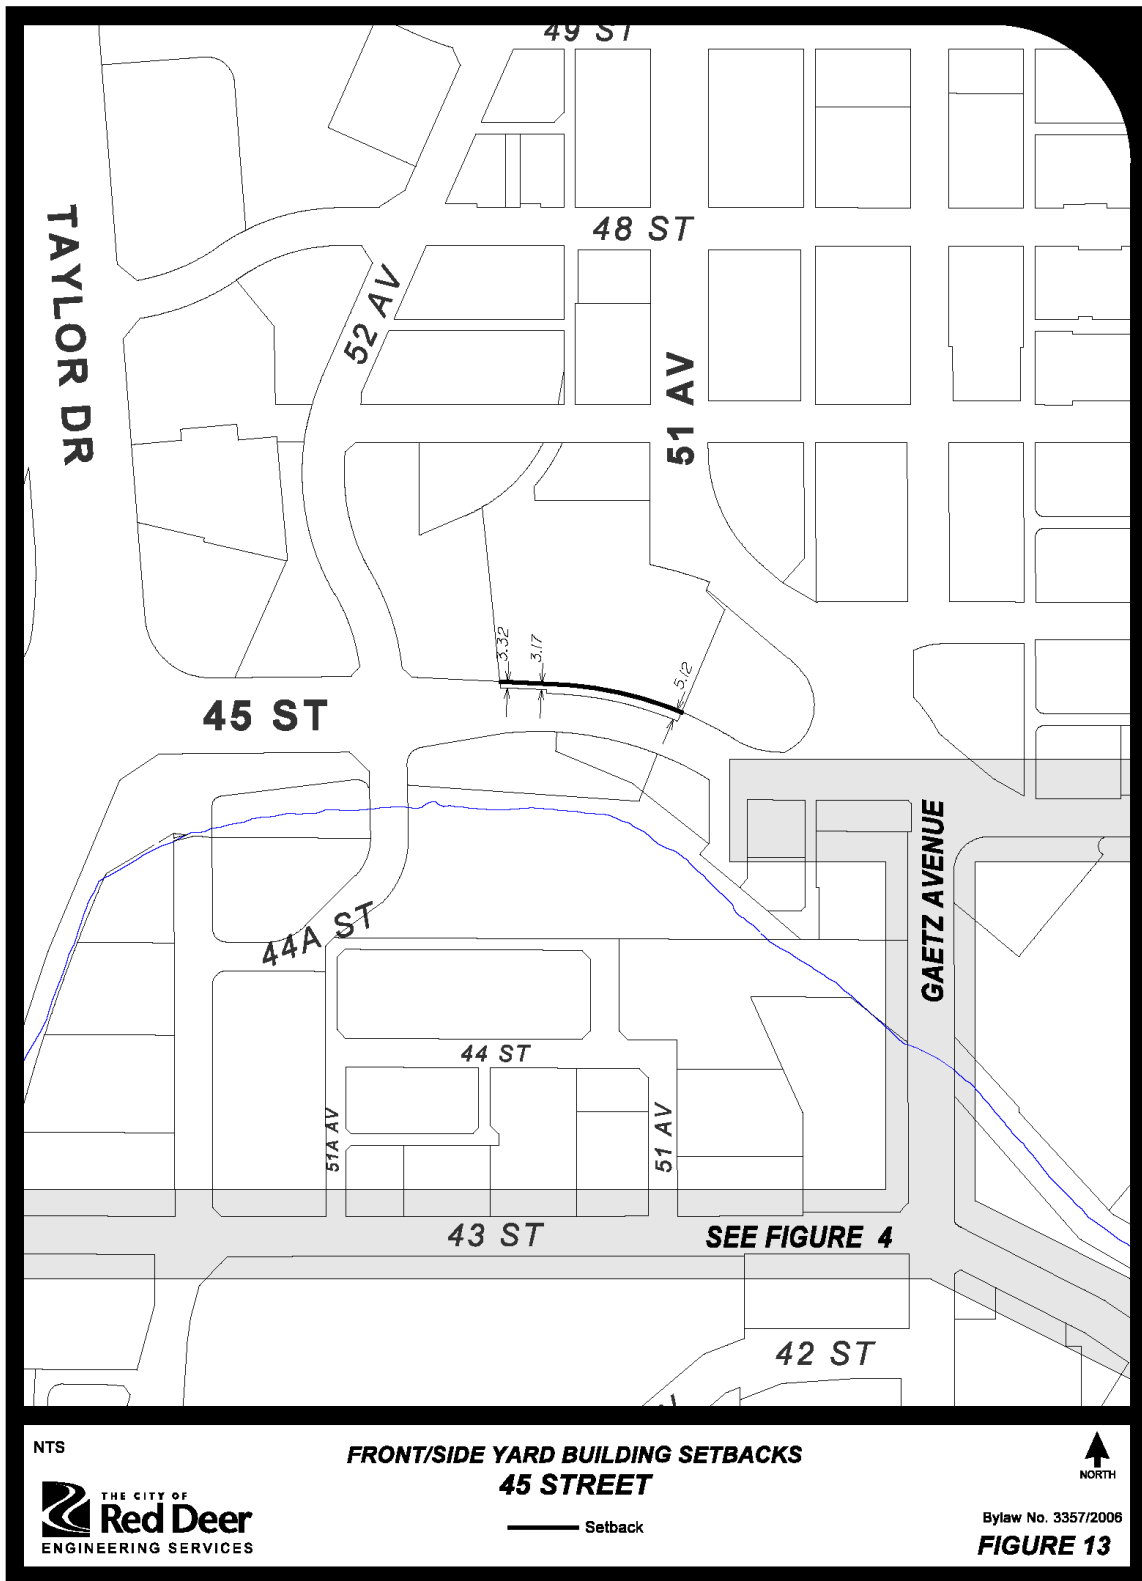 49 ST
48 ST
TAYLOR DR
52 AV
51 AV
3.32
3.17
5.12
45 ST
GAETZ AVENUE
44A ST
44 ST
51A AV
51 AV
43 ST
SEE FIGURE 4
42 ST
NTS
FRONT/SIDE YARD BUILDING SETBACKS
45 STREET
Setback
NORTH
THE CITY OF
Red Deer
ENGINEERING SERVICES
Bylaw No. 3357/2006
FIGURE 13